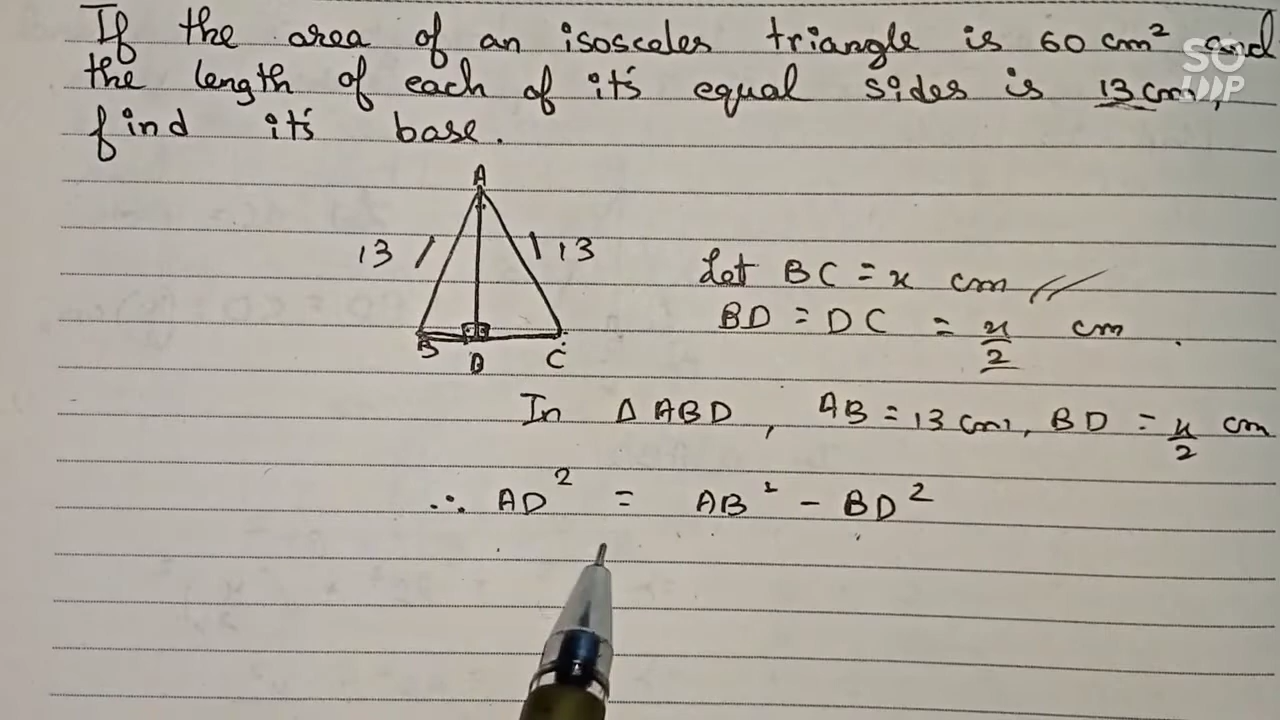 If the area of an isosceles triangle is 60 cm² and
the length of each of it's equal sides is 13 cm,
find it's base.
A
13
13
B
D
C
Let BC = x cm
BD = DC = x/2 cm.
In Δ ABD, AB = 13 cm, BD = x/2 cm
∴ AD² = AB² - BD²